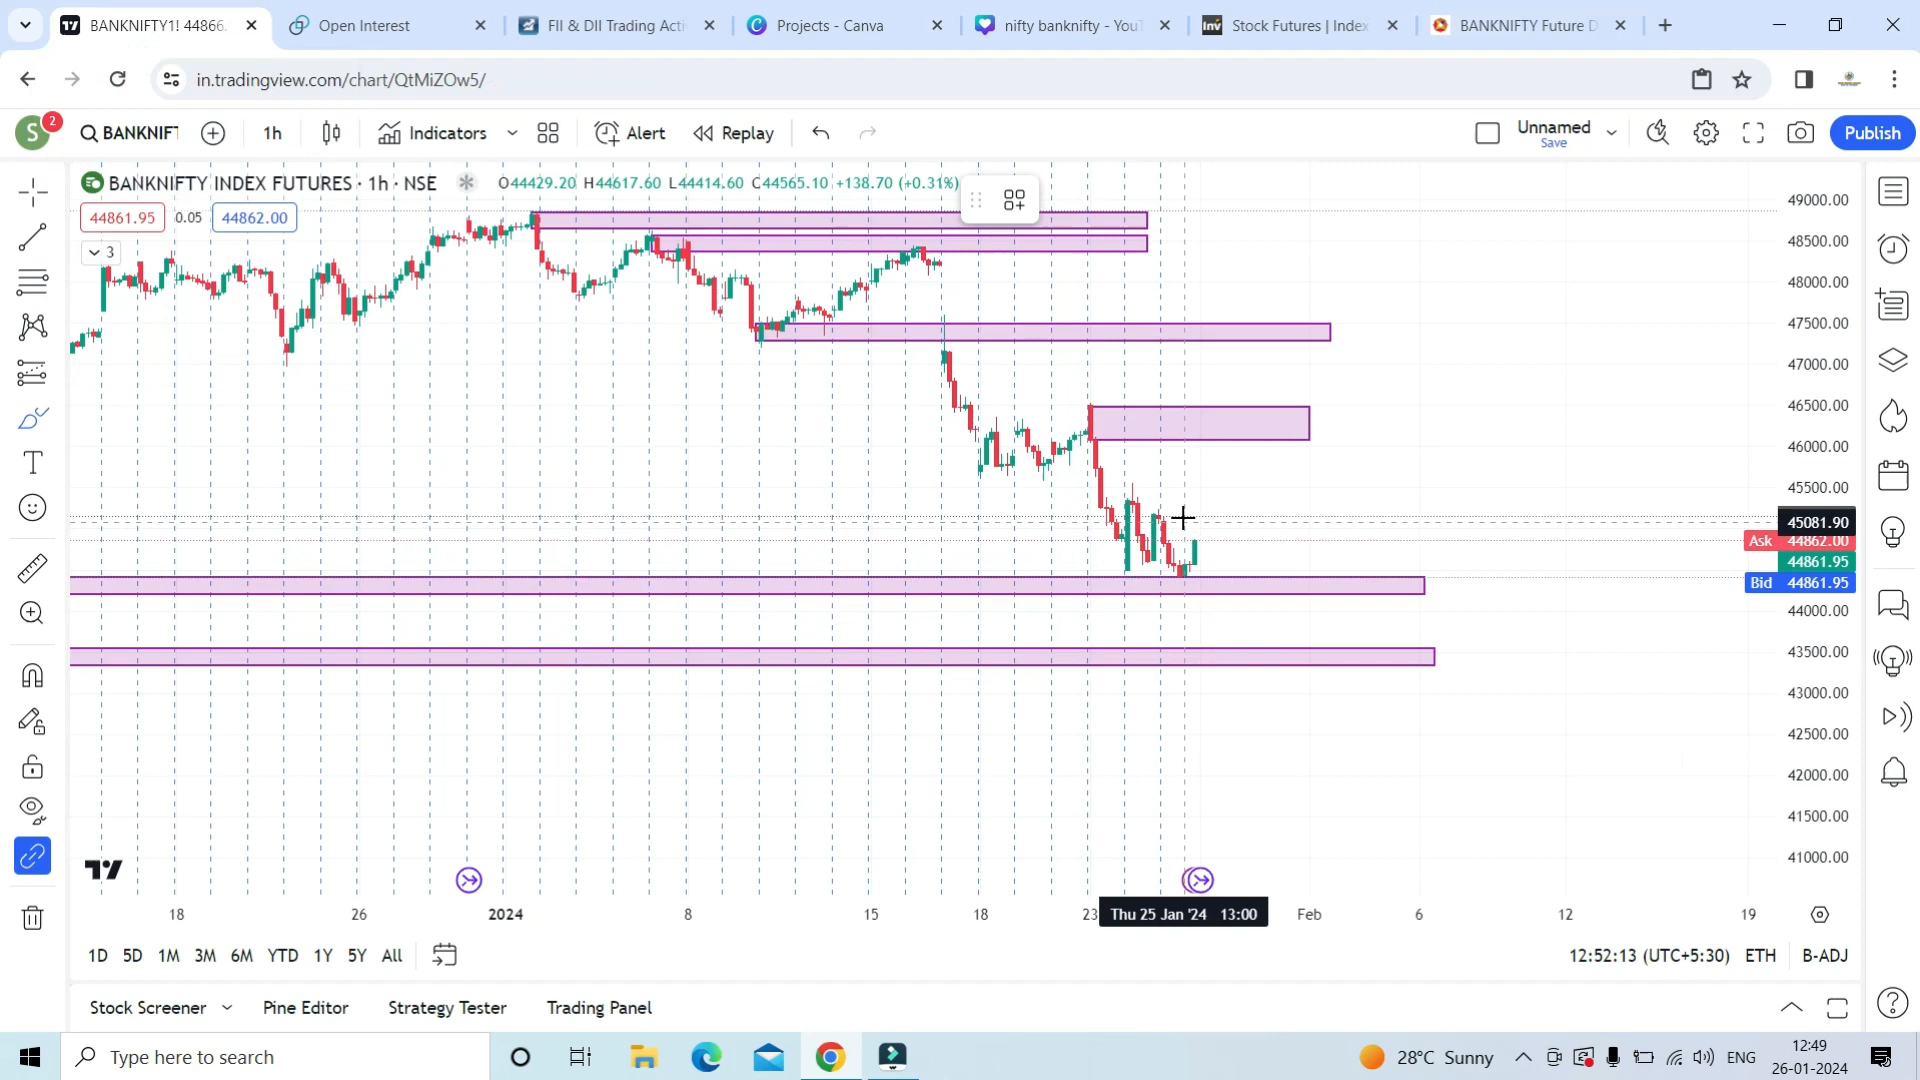 BANKNIFTY1! 44866.
Open Interest
FII & DII Trading Acti
Projects - Canva
nifty banknifty - YouT
Inv
Stock Futures | Index
BANKNIFTY Future D
in.tradingview.com/chart/QtMiZOw5/
S
2
BANKNIFT
1h
Indicators
Alert
Replay
Unnamed
Save
Publish
BANKNIFTY INDEX FUTURES · 1h · NSE
O44429.20 H44617.60 L44414.60 C44565.10 +138.70 (+0.31%)
44861.95
0.05
44862.00
3
49000.00
48500.00
48000.00
47500.00
47000.00
46500.00
46000.00
45500.00
45081.90
Ask 44862.00
44861.95
Bid 44861.95
44000.00
43500.00
43000.00
42500.00
42000.00
41500.00
41000.00
18
26
2024
8
15
18
23
Thu 25 Jan '24 13:00
Feb
6
12
19
1D 5D 1M 3M 6M YTD 1Y 5Y All
12:52:13 (UTC+5:30) ETH B-ADJ
Stock Screener
Pine Editor
Strategy Tester
Trading Panel
Type here to search
28°C Sunny
ENG
12:49
26-01-2024